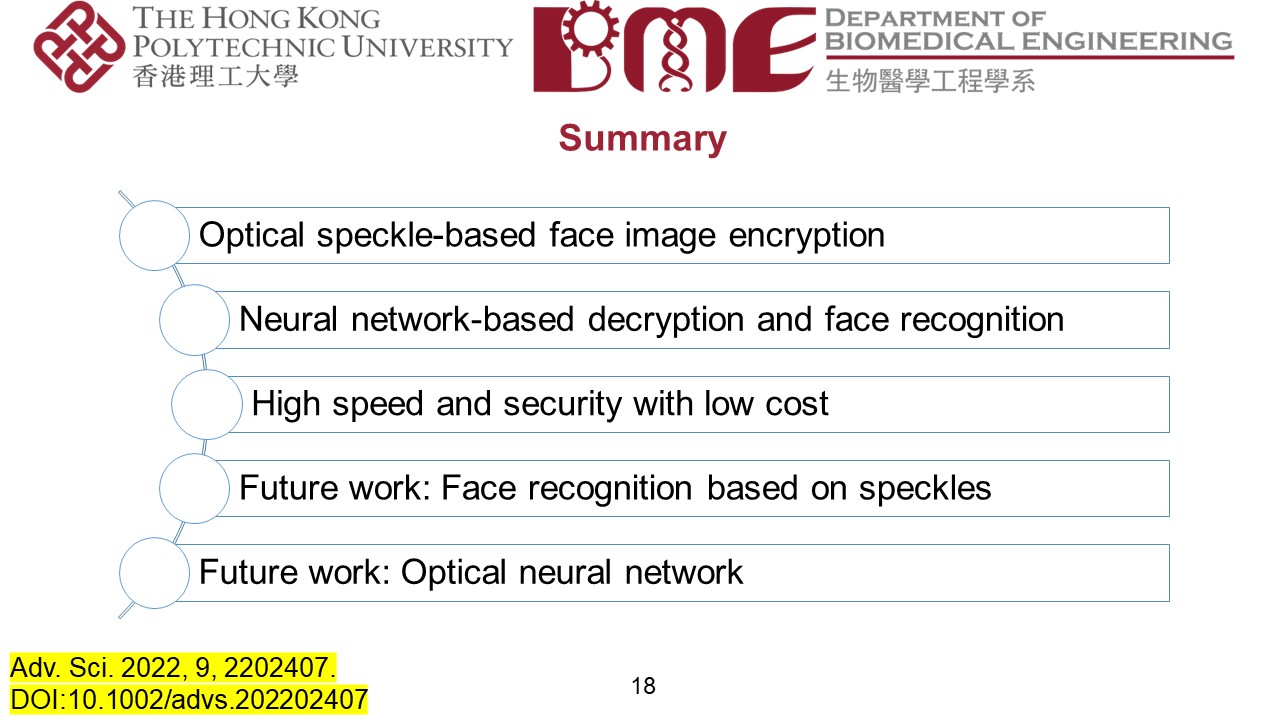 THE HONG KONG
POLYTECHNIC UNIVERSITY
香港理工大學
BME
DEPARTMENT OF
BIOMEDICAL ENGINEERING
生物醫學工程學系
Summary
Optical speckle-based face image encryption
Neural network-based decryption and face recognition
High speed and security with low cost
Future work: Face recognition based on speckles
Future work: Optical neural network
Adv. Sci. 2022, 9, 2202407.
DOI:10.1002/advs.202202407
18